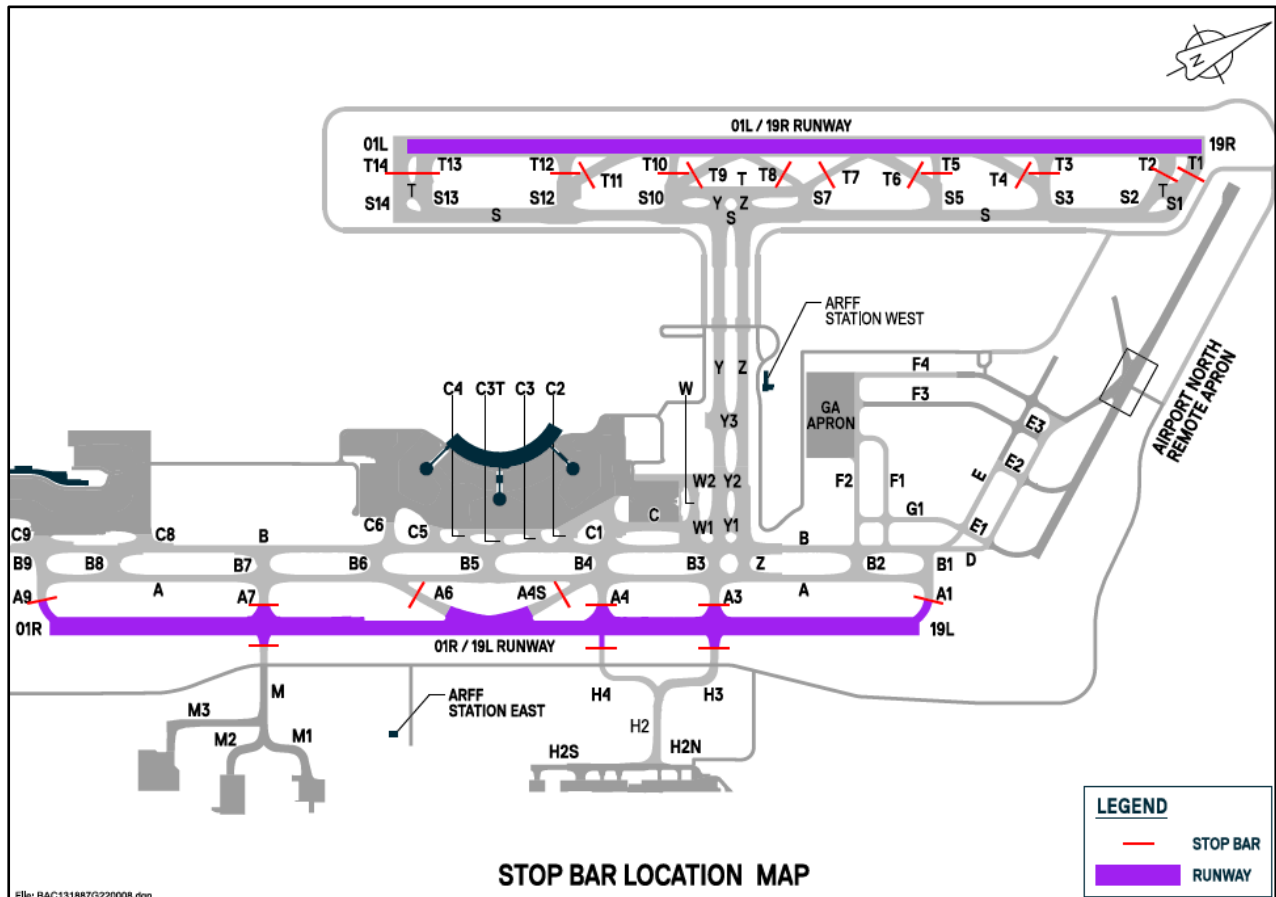 N
01L / 19R RUNWAY
01L
19R
T14
T13
T12
T11
T10
T9
T
T8
T7
T6
T5
T4
T3
T2
T1
T
T
S14
S13
S
S12
S10
Y
S
Z
S7
S5
S
S3
S2
S1
ARFF
STATION WEST
Y
Z
F4
F3
GA
APRON
AIRPORT NORTH
REMOTE APRON
C4
C3T
C3
C2
W
Y3
E3
E2
E
W2
Y2
F2
F1
C
G1
W1
Y1
E1
C9
C8
B
C6
C5
C1
B
D
B9
B8
B7
B6
B5
B4
B3
Z
B2
B1
A
A
A9
A7
A6
A4S
A4
A3
A1
01R
19L
01R / 19L RUNWAY
M
ARFF
STATION EAST
H4
H3
M3
M2
M1
H2
H2S
H2N
LEGEND
STOP BAR
RUNWAY
STOP BAR LOCATION MAP
File: BAC131887G220008.dgn